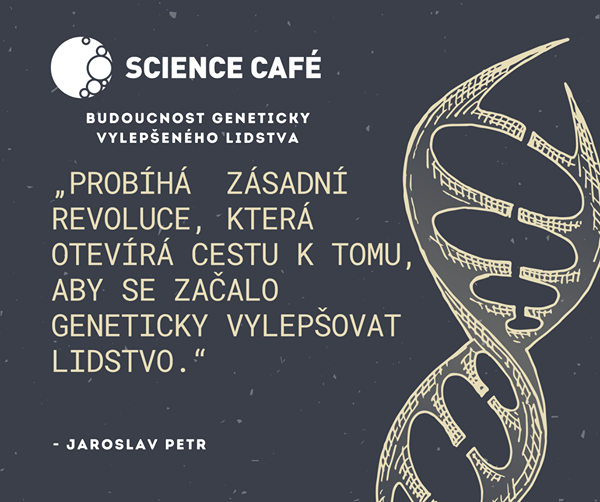 SCIENCE CAFÉ
BUDOUCNOST GENETICKY
VYLEPŠENÉHO LIDSTVA
„PROBÍHÁ ZÁSADNÍ
REVOLUCE, KTERÁ
OTEVÍRÁ CESTU K TOMU,
ABY SE ZAČALO
GENETICKY VYLEPŠOVAT
LIDSTVO.“
- JAROSLAV PETR